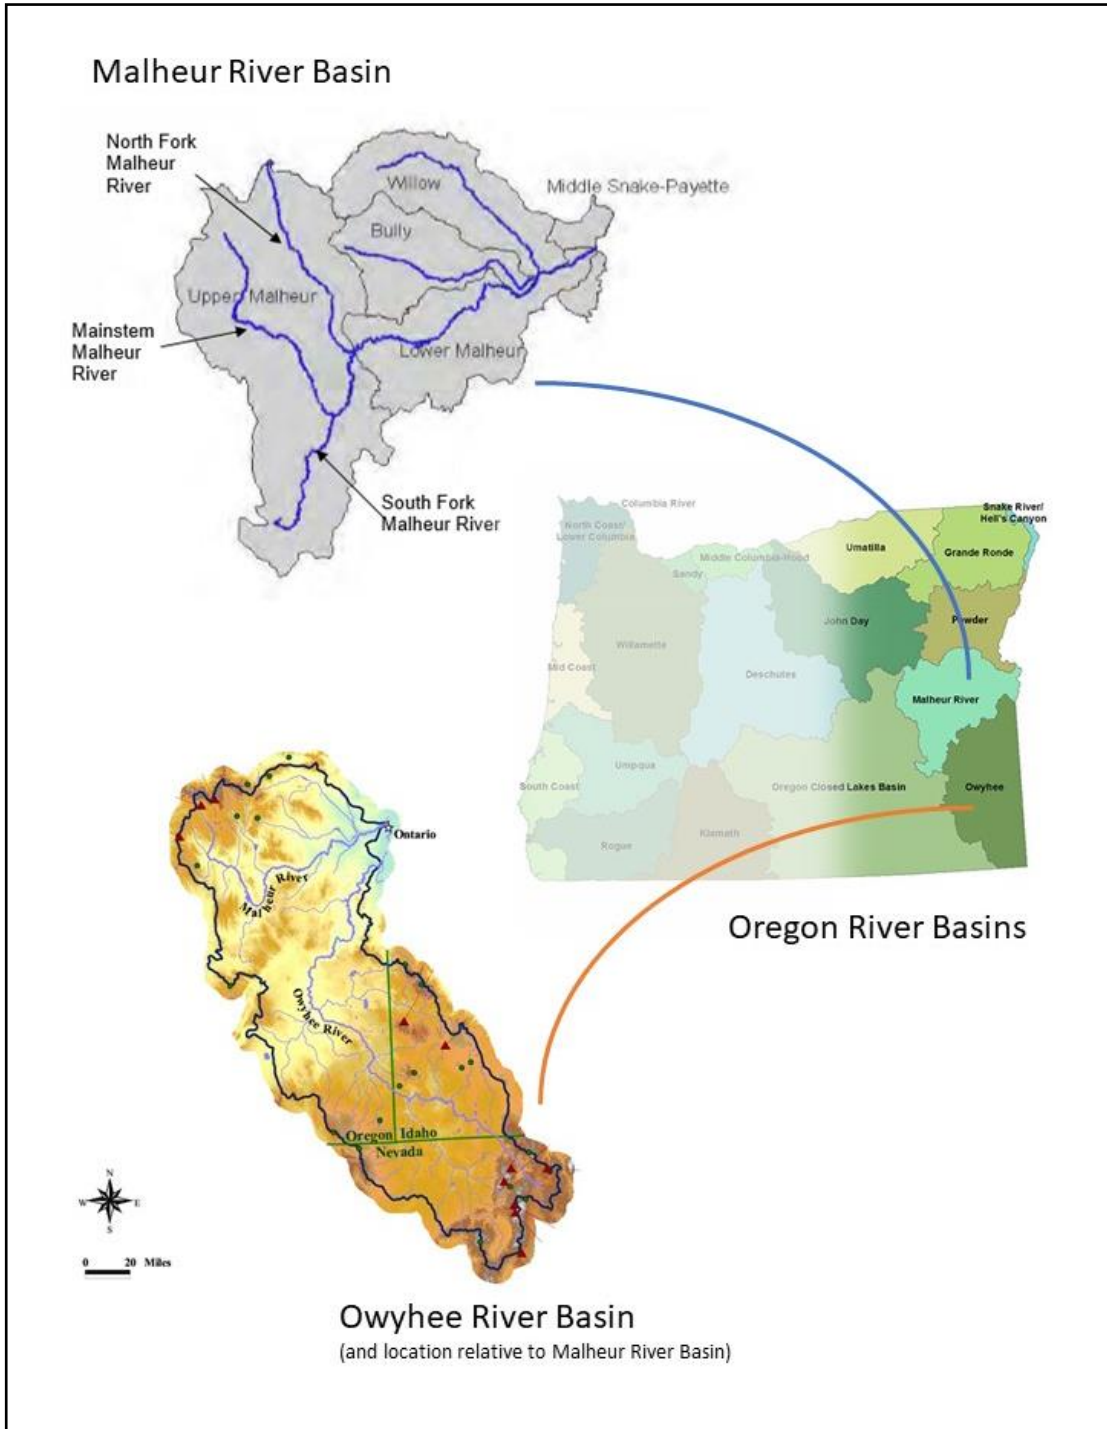 Malheur River Basin
North Fork
Malheur
River
Willow
Middle Snake-Payette
Bully
Upper Malheur
Mainstem
Malheur
River
Lower Malheur
South Fork
Malheur River
Columbia River
Snake River/
Hell's Canyon
North Coast/
Lower Columbia
Umatilla
Grande Ronde
Middle Columbia-Hood
Sandy
John Day
Powder
Willamette
Mid Coast
Deschutes
Malheur River
Umpqua
South Coast
Oregon Closed Lakes Basin
Owyhee
Klamath
Rogue
Oregon River Basins
Ontario
Malheur River
Owyhee River
Oregon
Idaho
Nevada
N
W
E
S
0 20 Miles
Owyhee River Basin
(and location relative to Malheur River Basin)